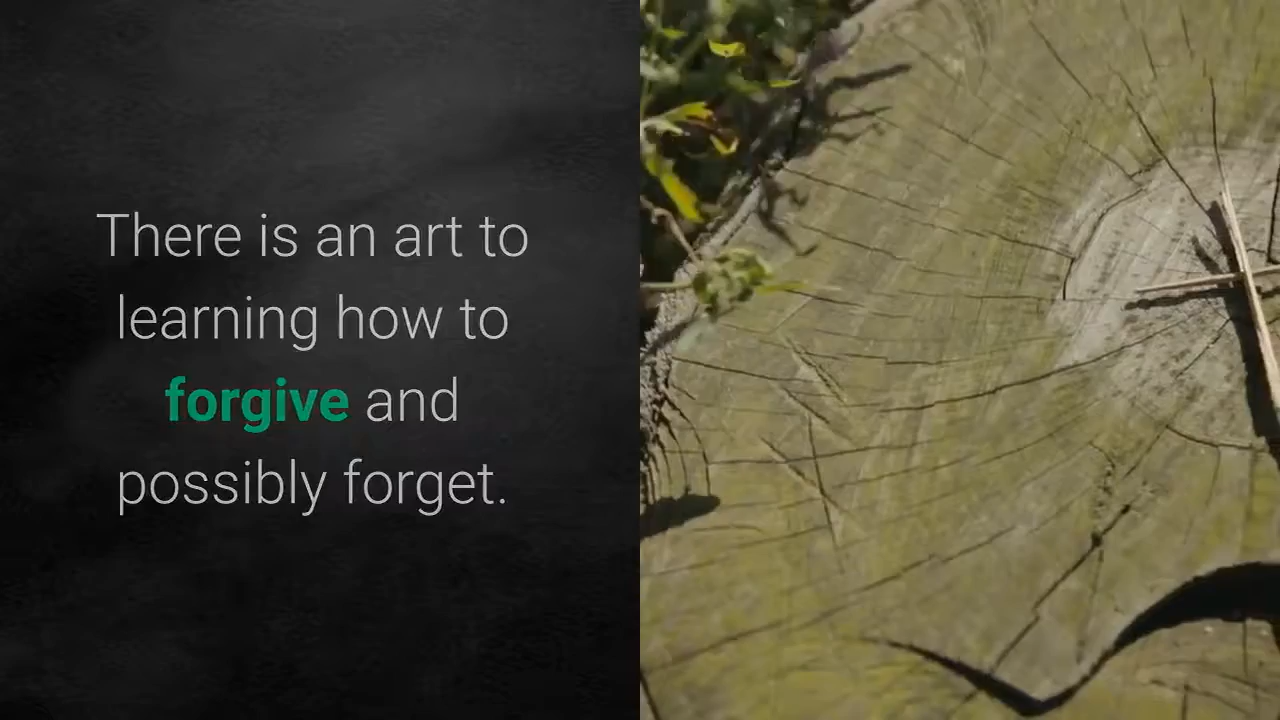 There is an art to
learning how to
forgive and
possibly forget.